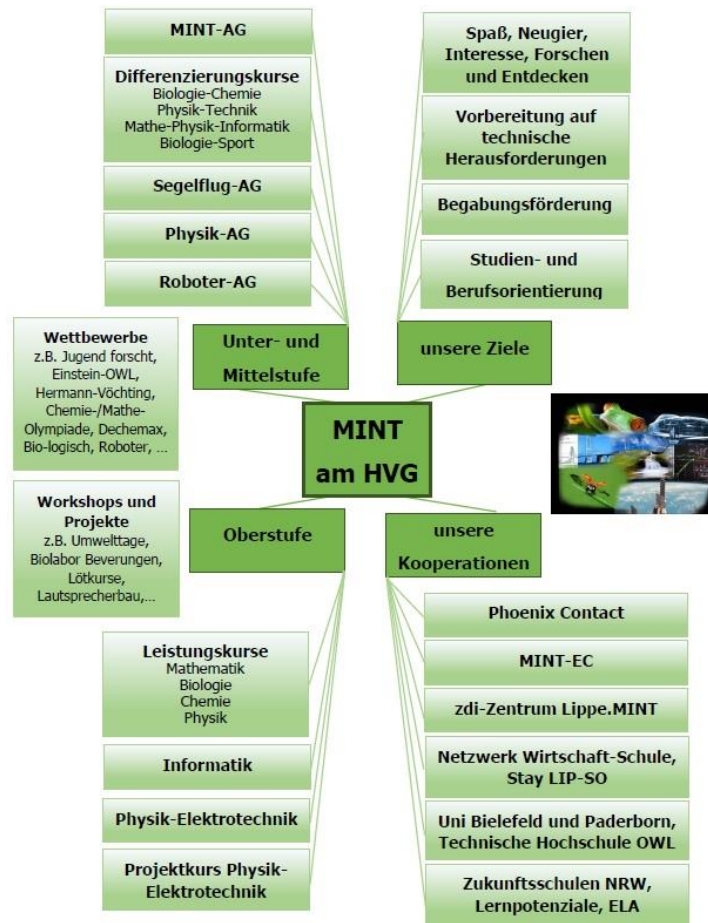 MINT-AG
Differenzierungskurse
Biologie-Chemie
Physik-Technik
Mathe-Physik-Informatik
Biologie-Sport
Segelflug-AG
Physik-AG
Roboter-AG
Spaß, Neugier,
Interesse, Forschen
und Entdecken
Vorbereitung auf
technische
Herausforderungen
Begabungsförderung
Studien- und
Berufsorientierung
Wettbewerbe
z.B. Jugend forscht,
Einstein-OWL,
Hermann-Vöchting,
Chemie-/Mathe-
Olympiade, Dechemax,
Bio-logisch, Roboter, ...
Unter- und
Mittelstufe
unsere Ziele
MINT
am HVG
Workshops und
Projekte
z.B. Umwelttage,
Biolabor Beverungen,
Lötkurse,
Lautsprecherbau,...
Oberstufe
unsere
Kooperationen
Leistungskurse
Mathematik
Biologie
Chemie
Physik
Informatik
Physik-Elektrotechnik
Projektkurs Physik-
Elektrotechnik
Phoenix Contact
MINT-EC
zdi-Zentrum Lippe.MINT
Netzwerk Wirtschaft-Schule,
Stay LIP-SO
Uni Bielefeld und Paderborn,
Technische Hochschule OWL
Zukunftsschulen NRW,
Lernpotenziale, ELA